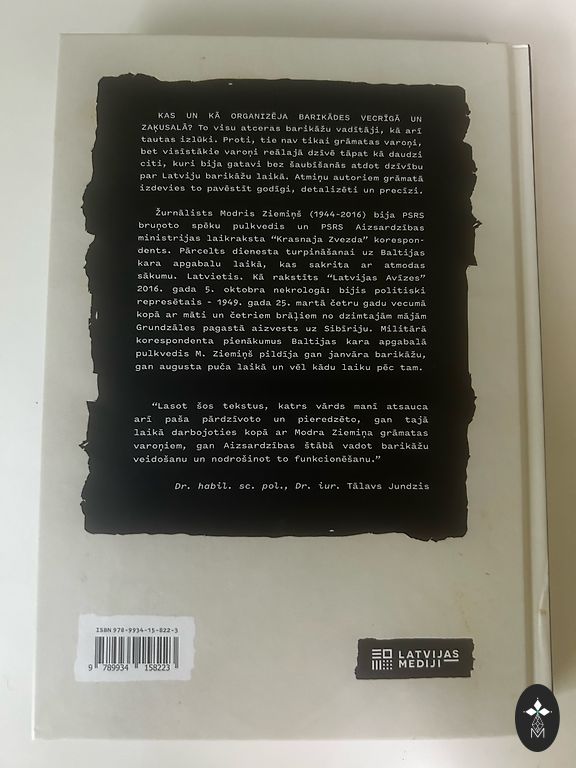 KAS UN KĀ ORGANIZĒJA BARIKĀDES VECRĪGĀ UN
ZAĶUSALĀ? To visu atceras barikāžu vadītāji, kā arī
tautas izlūki. Proti, tie nav tikai grāmatas varoņi,
bet visīstākie varoņi reālajā dzīvē tāpat kā daudzi
citi, kuri bija gatavi bez šaubīšanās atdot dzīvību
par Latviju barikāžu laikā. Atmiņu autoriem grāmatā
izdevies to pavēstīt godīgi, detalizēti un precīzi.
Žurnālists Modris Ziemiņš (1944-2016) bija PSRS
bruņoto spēku pulkvedis un PSRS Aizsardzības
ministrijas laikraksta “Krasnaja Zvezda” korespon-
dents. Pārcelts dienesta turpināšanai uz Baltijas
kara apgabalu laikā, kas sakrita ar atmodas
sākumu. Latvietis. Kā rakstīts “Latvijas Avīzes”
2016. gada 5. oktobra nekrologā: bijis politiski
represētais - 1949. gada 25. martā četru gadu vecumā
kopā ar māti un četriem brāļiem no dzimtajām mājām
Grundzāles pagastā aizvests uz Sibīriju. Militārā
korespondenta pienākumus Baltijas kara apgabalā
pulkvedis M. Ziemiņš pildīja gan janvāra barikāžu,
gan augusta puča laikā un vēl kādu laiku pēc tam.
“Lasot šos tekstus, katrs vārds manī atsauca
arī paša pārdzīvoto un pieredzēto, gan tajā
laikā darbojoties kopā ar Modra Ziemiņa grāmatas
varoņiem, gan Aizsardzības štābā vadot barikāžu
veidošanu un nodrošinot to funkcionēšanu.”
Dr. habil. sc. pol., Dr. iur. Tālavs Jundzis
ISBN 978-9934-15-822-3
9 789934 158223
LATVIJAS
MEDIJI
M